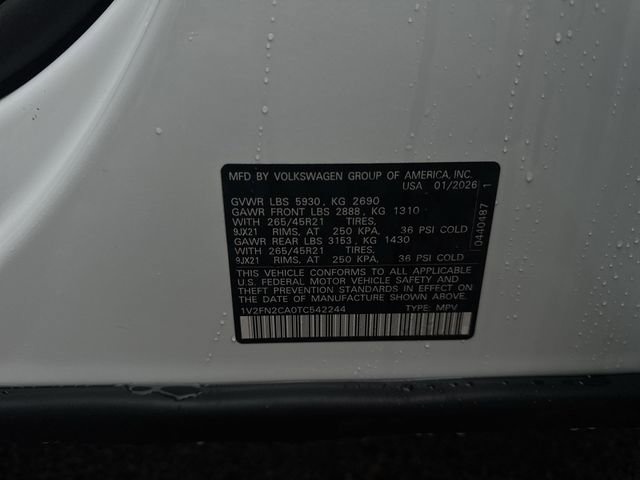 MFD BY VOLKSWAGEN GROUP OF AMERICA, INC.
USA 01/2026
GVWR LBS 5930, KG 2690
GAWR FRONT LBS 2888, KG 1310
WITH 265/45R21 TIRES,
9JX21 RIMS, AT 250 KPA, 36 PSI COLD
GAWR REAR LBS 3153, KG 1430
WITH 265/45R21 TIRES,
9JX21 RIMS, AT 250 KPA, 36 PSI COLD
THIS VEHICLE CONFORMS TO ALL APPLICABLE
U.S. FEDERAL MOTOR VEHICLE SAFETY AND
THEFT PREVENTION STANDARDS IN EFFECT ON
THE DATE OF MANUFACTURE SHOWN ABOVE.
1V2FN2CA0TC542244 TYPE: MPV
0440487 1